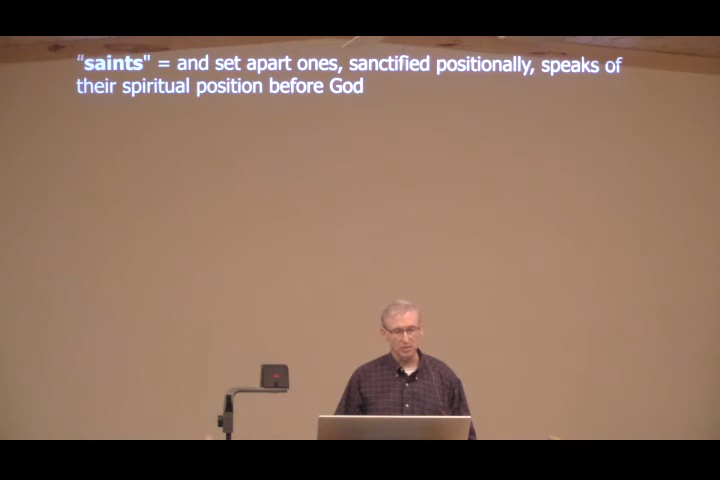 “saints" = and set apart ones, sanctified positionally, speaks of
their spiritual position before God